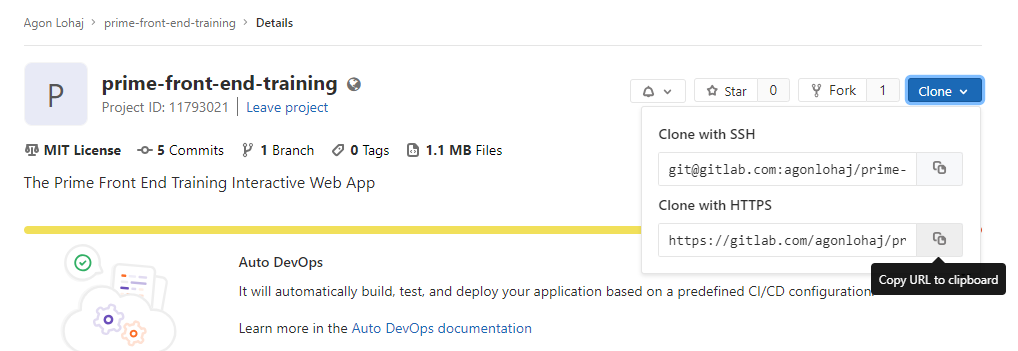 Agon Lohaj > prime-front-end-training > Details
P
prime-front-end-training
Project ID: 11793021 | Leave project
Star 0 Fork 1 Clone
MIT License 5 Commits 1 Branch 0 Tags 1.1 MB Files
The Prime Front End Training Interactive Web App
Clone with SSH
git@gitlab.com:agonlohaj/prime-
Clone with HTTPS
https://gitlab.com/agonlohaj/pr
Copy URL to clipboard
Auto DevOps
It will automatically build, test, and deploy your application based on a predefined CI/CD configuration.
Learn more in the Auto DevOps documentation